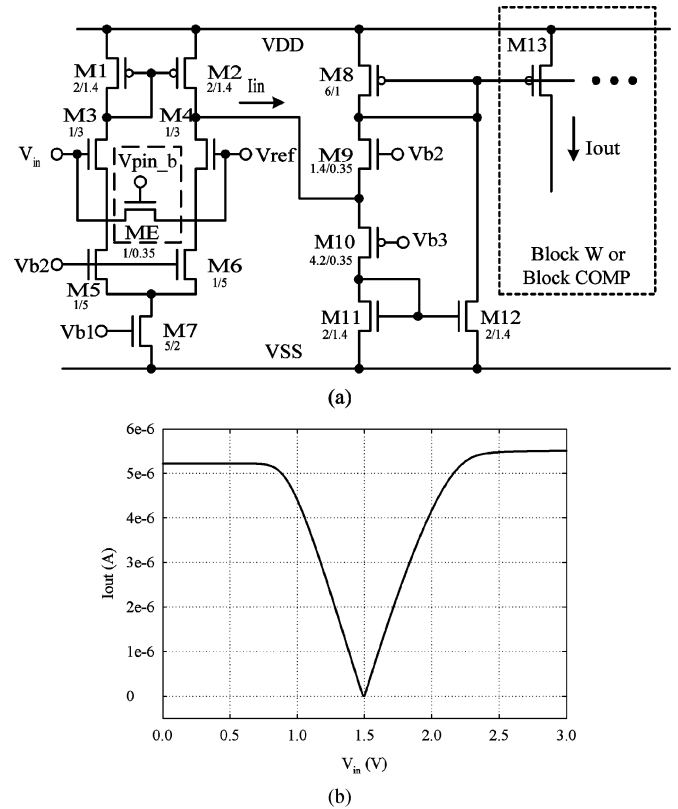 (a)
VDD
M1
2/1.4
M2
2/1.4
Iin
M8
6/1
M13
M3
1/3
M4
1/3
Vin
Vpin_b
Vref
M9
1.4/0.35
Vb2
Iout
ME
1/0.35
M10
4.2/0.35
Vb3
Block W or
Block COMP
Vb2
M5
1/5
M6
1/5
Vb1
M7
5/2
M11
2/1.4
M12
2/1.4
VSS
(a)
6e-6
5e-6
4e-6
3e-6
2e-6
1e-6
0
Iout (A)
0.0 0.5 1.0 1.5 2.0 2.5 3.0
Vin (V)
(b)